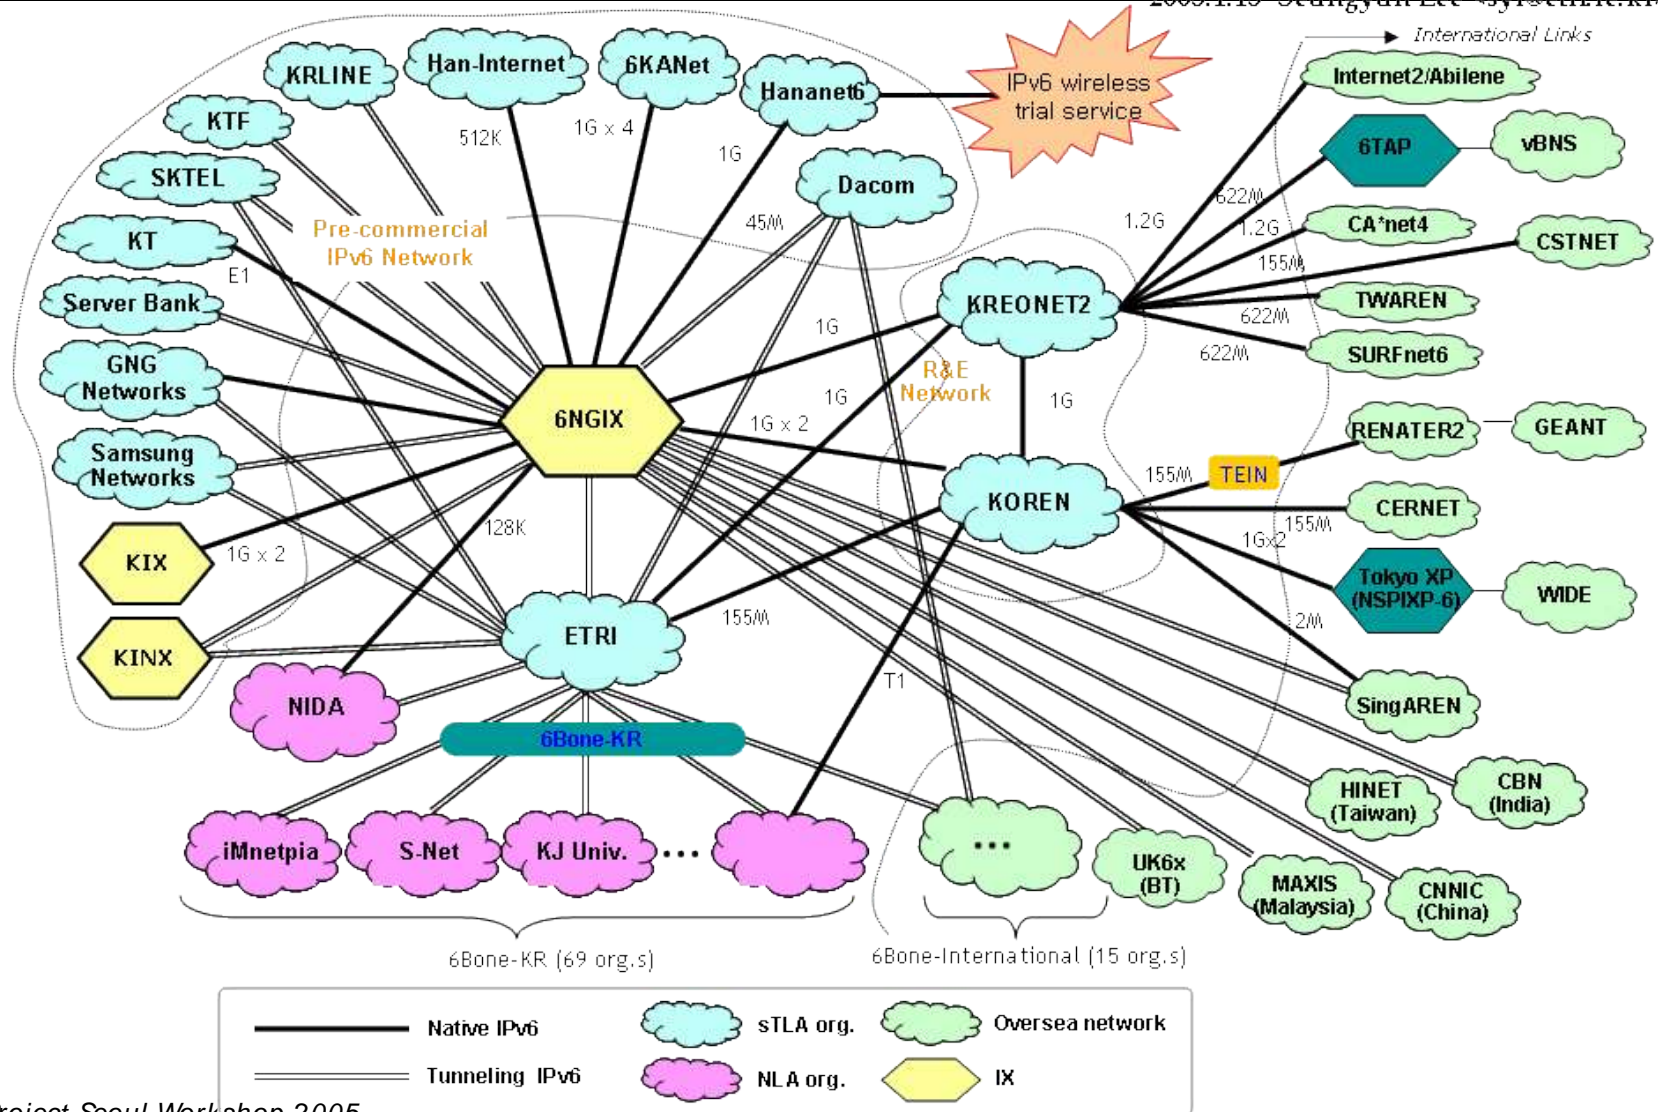 International Links
KRLINE
Han-Internet
6KANet
Hananet6
IPv6 wireless
trial service
Internet2/Abilene
KTF
512K
1G x 4
1G
6TAP
vBNS
SKTEL
Dacom
622M
KT
Pre-commercial
IPv6 Network
45M
1.2G
1.2G
CA*net4
CSTNET
E1
155M
Server Bank
KREONET2
TWAREN
1G
622M
GNG
Networks
R&E
Network
622M
SURFnet6
1G
1G
6NGIX
1G x 2
RENATER2
GEANT
Samsung
Networks
155M
TEIN
KOREN
CERNET
128K
155M
KIX
1G x 2
1Gx2
Tokyo XP
(NSPIXP-6)
WIDE
ETRI
155M
2M
KINX
NIDA
T1
SingAREN
6Bone-KR
HINET
(Taiwan)
CBN
(India)
iMnetpia
S-Net
KJ Univ.
...
...
UK6x
(BT)
MAXIS
(Malaysia)
CNNIC
(China)
6Bone-KR (69 org.s)
6Bone-International (15 org.s)
Native IPv6
sTLA org.
Oversea network
Tunneling IPv6
NLA org.
IX
Seoul Workshop 2005